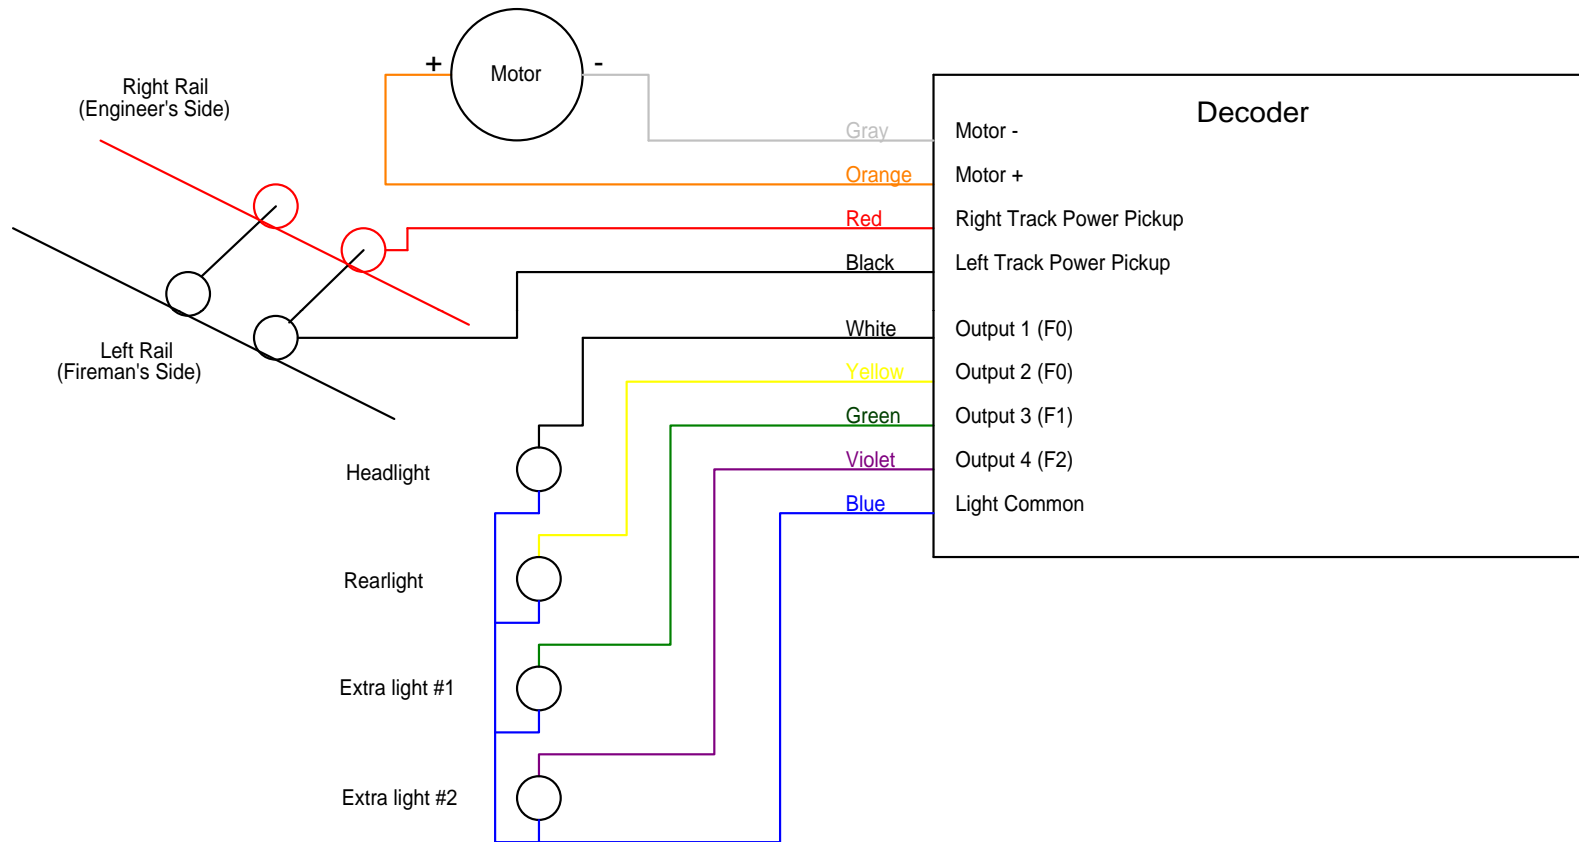 +
Motor
-
Right Rail
(Engineer's Side)
Decoder
Gray
Motor -
Orange
Motor +
Red
Right Track Power Pickup
Black
Left Track Power Pickup
White
Output 1 (F0)
Left Rail
(Fireman's Side)
Yellow
Output 2 (F0)
Green
Output 3 (F1)
Headlight
Violet
Output 4 (F2)
Blue
Light Common
Rearlight
Extra light #1
Extra light #2